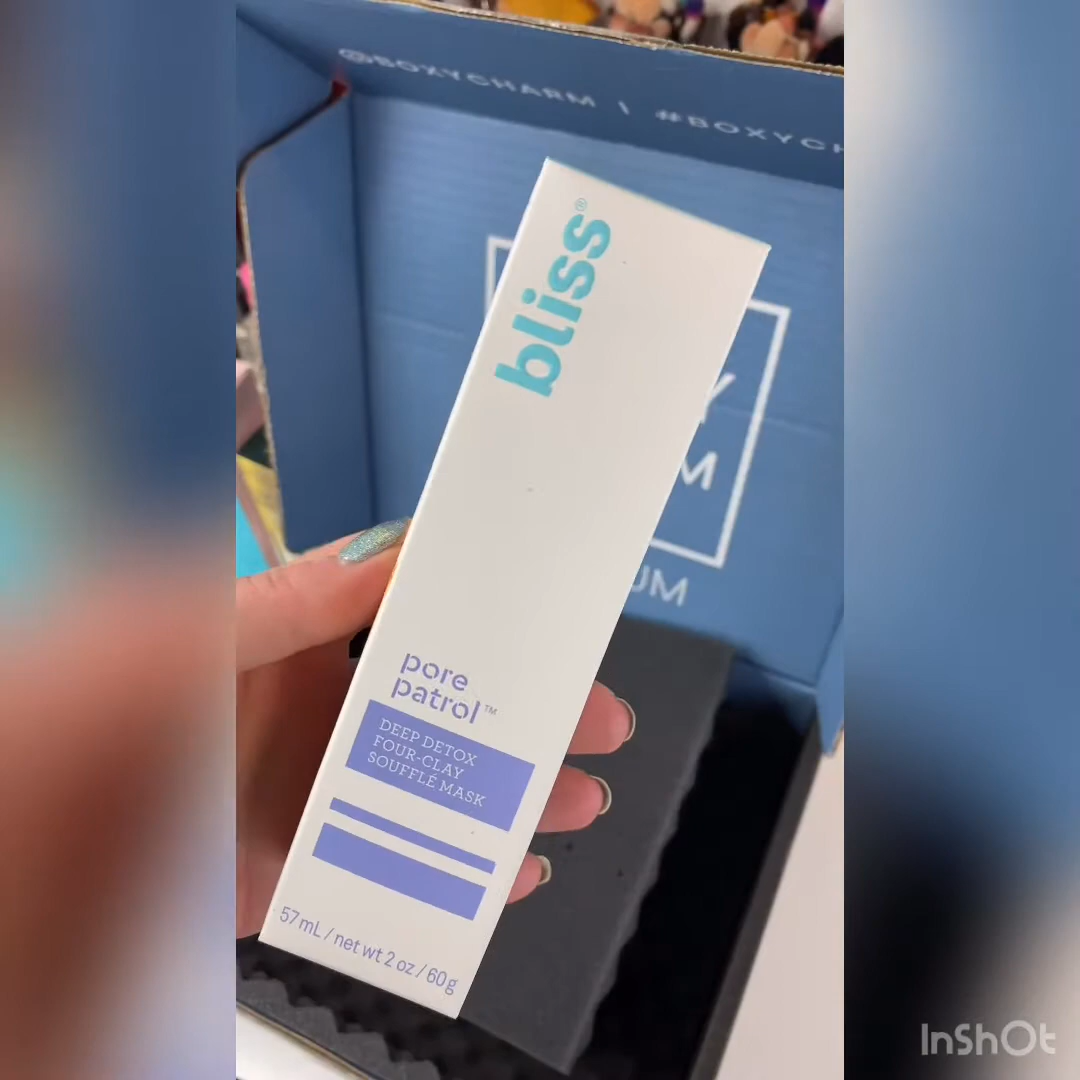 @BOXYCHARM \ #BOXYCH
bliss®
Y
M
UM
pore
patrol™
DEEP DETOX
FOUR-CLAY
SOUFFLÉ MASK
57 mL / net wt 2 oz / 60g
InShOt